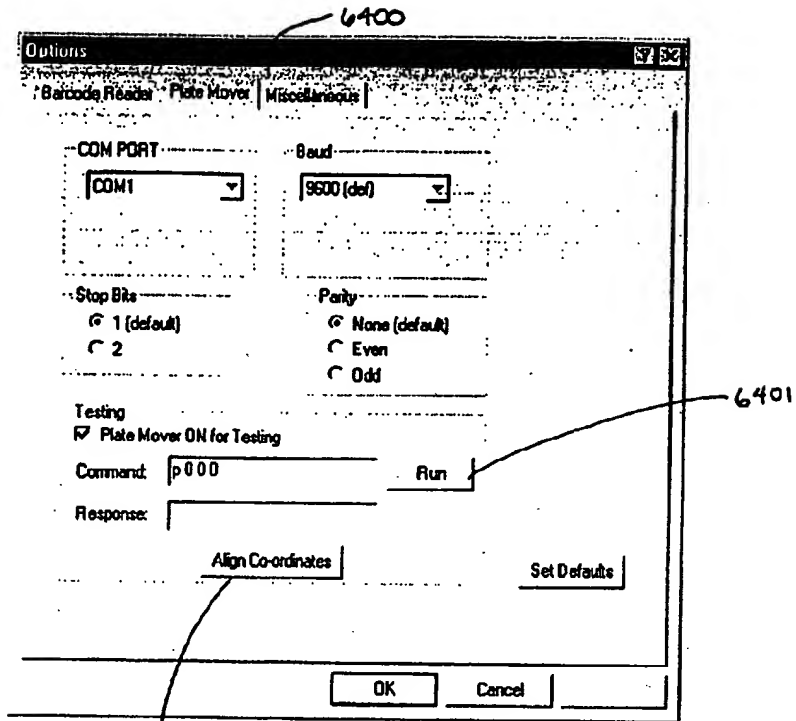 6400
Options
Barcode Reader Plate Mover Miscellaneous
COM PORT Baud
COM1 9600 (def)
Stop Bits Parity
1 (default) None (default)
2 Even
Odd
6401
Testing
Plate Mover ON for Testing
Command: p000 Run
Response:
Align Co-ordinates Set Defaults
OK Cancel